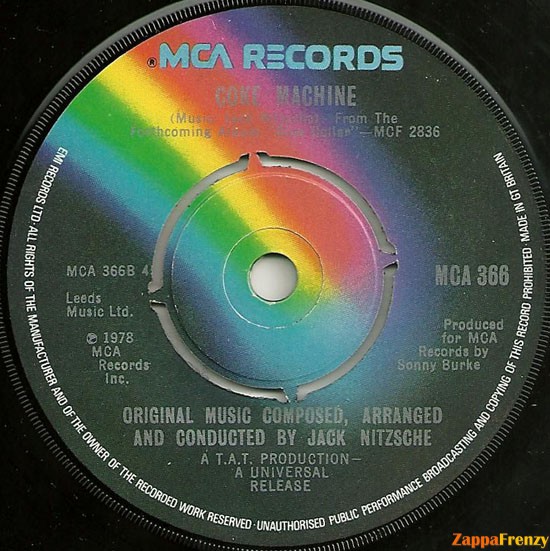 ®MCA RECORDS
COKE MACHINE
(Music From The
Forthcoming "Blue Collar"—MCF 2836
MCA 366B
MCA 366
Leeds
Music Ltd.
℗ 1978
MCA
Records
Inc.
Produced
for MCA
Records by
Sonny Burke
ORIGINAL MUSIC COMPOSED, ARRANGED
AND CONDUCTED BY JACK NITZSCHE
A T.A.T. PRODUCTION—
A UNIVERSAL
RELEASE
EMI RECORDS LTD·ALL RIGHTS OF THE MANUFACTURER AND OF THE OWNER OF THE RECORDED WORK RESERVED·UNAUTHORISED PUBLIC PERFORMANCE BROADCASTING AND COPYING OF THIS RECORD PROHIBITED MADE IN GT BRITAIN
ZappaFrenzy